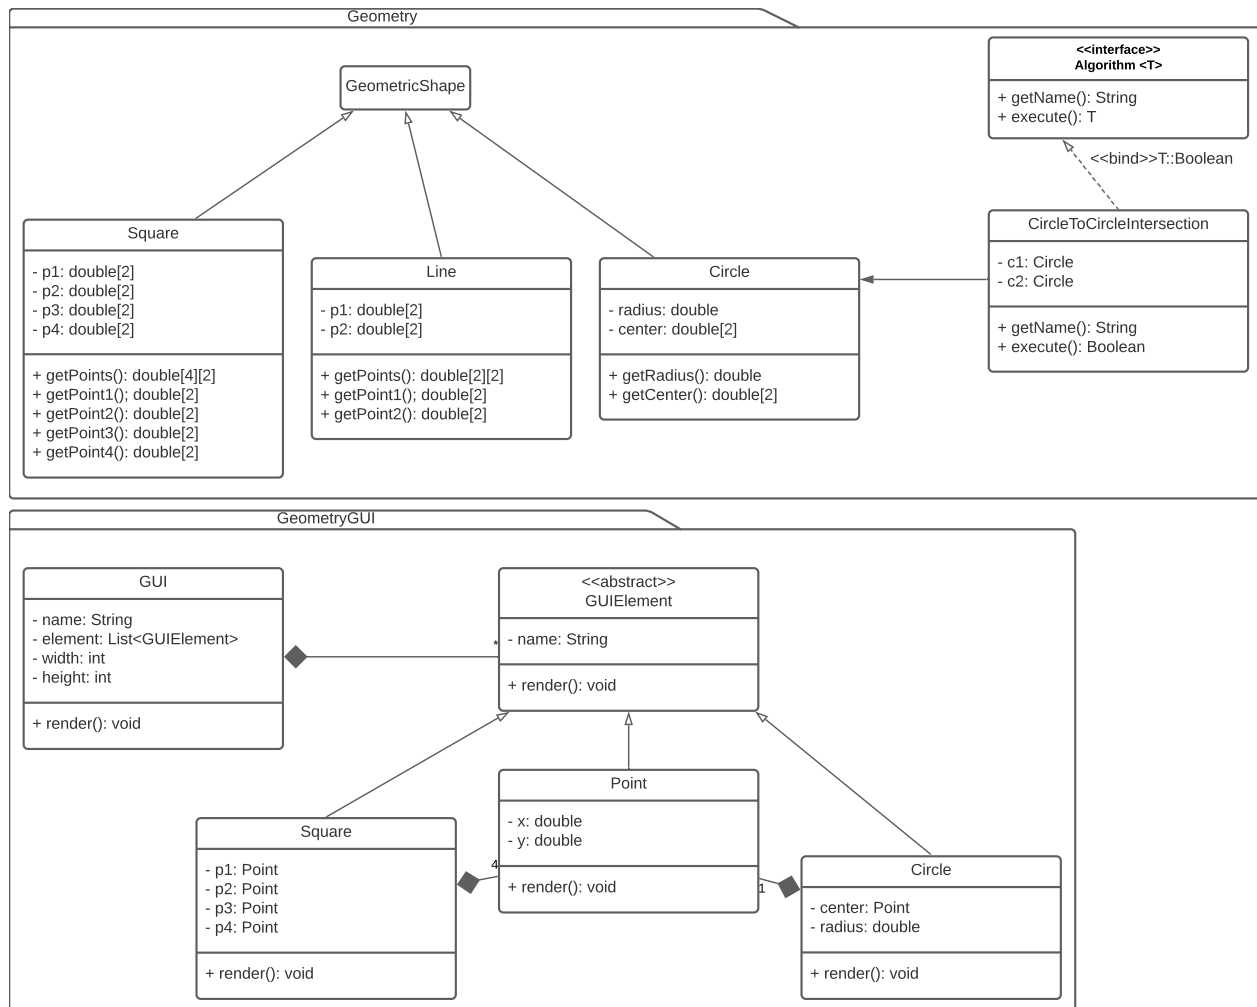 Geometry
GeometricShape
<<interface>>
Algorithm <T>
+ getName(): String
+ execute(): T
<<bind>>T::Boolean
Square
- p1: double[2]
- p2: double[2]
- p3: double[2]
- p4: double[2]
+ getPoints(): double[4][2]
+ getPoint1(); double[2]
+ getPoint2(): double[2]
+ getPoint3(): double[2]
+ getPoint4(): double[2]
Line
- p1: double[2]
- p2: double[2]
+ getPoints(): double[2][2]
+ getPoint1(); double[2]
+ getPoint2(): double[2]
Circle
- radius: double
- center: double[2]
+ getRadius(): double
+ getCenter(): double[2]
CircleToCircleIntersection
- c1: Circle
- c2: Circle
+ getName(): String
+ execute(): Boolean
GeometryGUI
GUI
- name: String
- element: List<GUIElement>
- width: int
- height: int
+ render(): void
*
<<abstract>>
GUIElement
- name: String
+ render(): void
Square
- p1: Point
- p2: Point
- p3: Point
- p4: Point
+ render(): void
4
Point
- x: double
- y: double
+ render(): void
1
Circle
- center: Point
- radius: double
+ render(): void